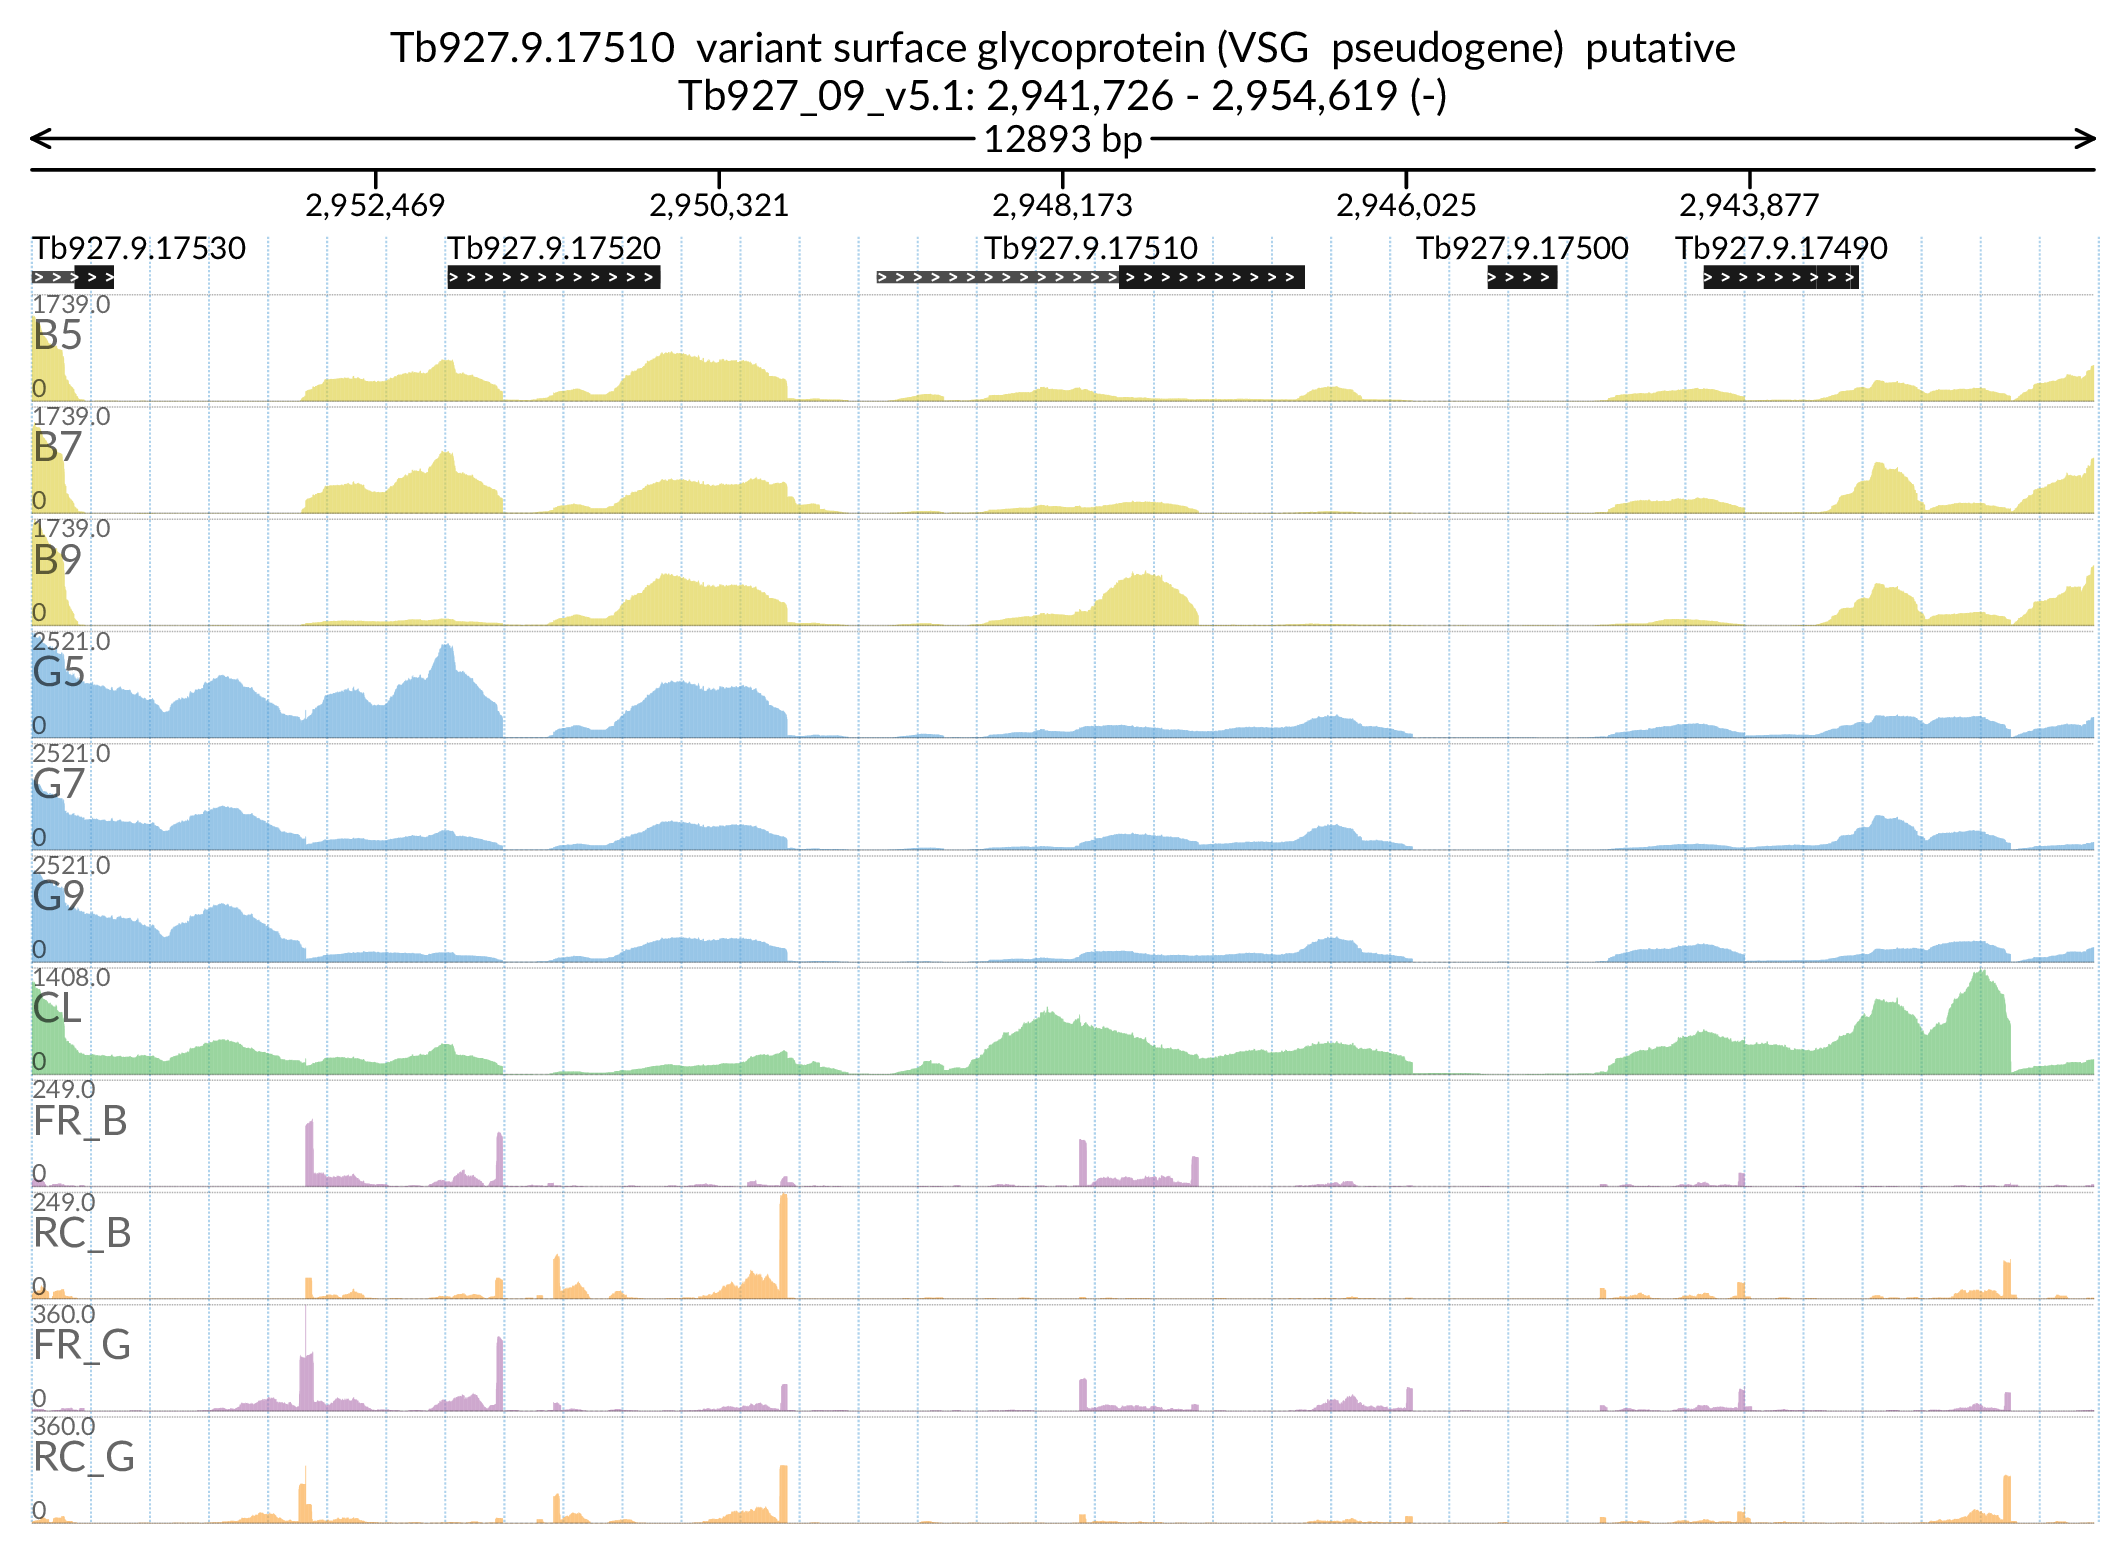 Tb927.9.17510 variant surface glycoprotein (VSG pseudogene) putative
Tb927_09_v5.1: 2,941,726 - 2,954,619 (-)
12893 bp
2,952,469 2,950,321 2,948,173 2,946,025 2,943,877
Tb927.9.17530 Tb927.9.17520 Tb927.9.17510 Tb927.9.17500 Tb927.9.17490
1739.0
B5
0
1739.0
B7
0
1739.0
B9
0
2521.0
G5
0
2521.0
G7
0
2521.0
G9
0
1408.0
CL
0
249.0
FR_B
0
249.0
RC_B
0
360.0
FR_G
0
360.0
RC_G
0